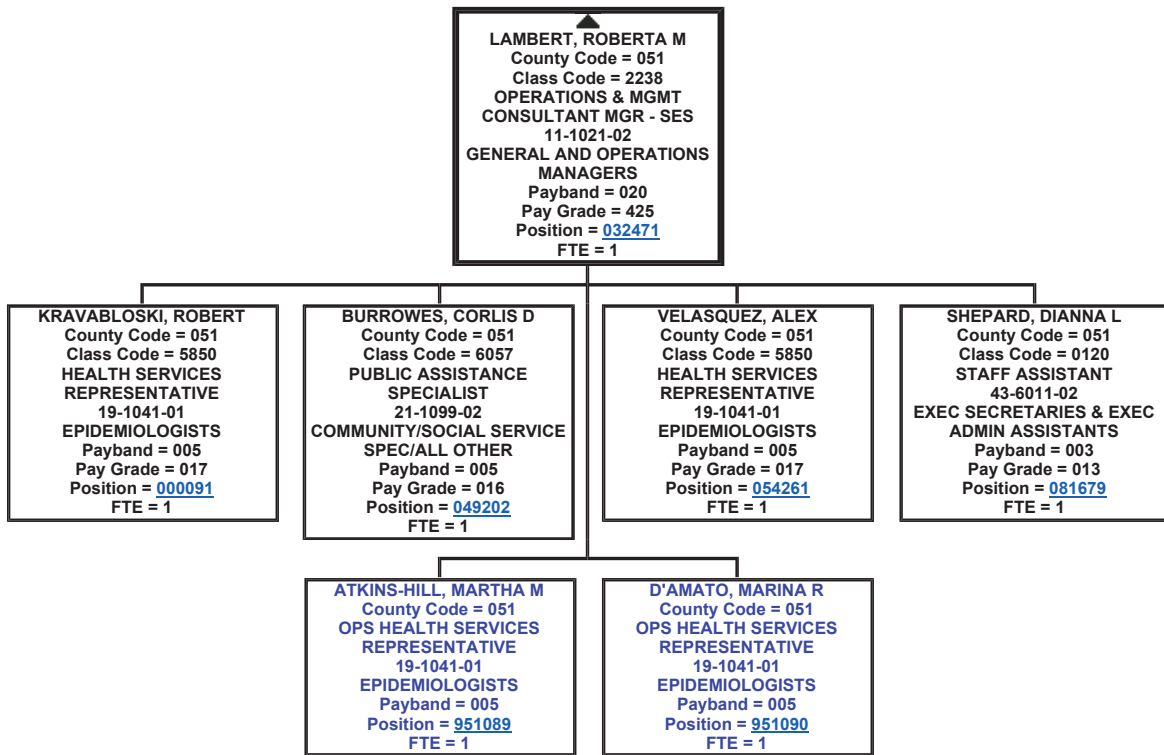 LAMBERT, ROBERTA M
County Code = 051
Class Code = 2238
OPERATIONS & MGMT
CONSULTANT MGR - SES
11-1021-02
GENERAL AND OPERATIONS
MANAGERS
Payband = 020
Pay Grade = 425
Position = 032471
FTE = 1
KRAVABLOSKI, ROBERT
County Code = 051
Class Code = 5850
HEALTH SERVICES
REPRESENTATIVE
19-1041-01
EPIDEMIOLOGISTS
Payband = 005
Pay Grade = 017
Position = 000091
FTE = 1
BURROWES, CORLIS D
County Code = 051
Class Code = 6057
PUBLIC ASSISTANCE
SPECIALIST
21-1099-02
COMMUNITY/SOCIAL SERVICE
SPEC/ALL OTHER
Payband = 005
Pay Grade = 016
Position = 049202
FTE = 1
VELASQUEZ, ALEX
County Code = 051
Class Code = 5850
HEALTH SERVICES
REPRESENTATIVE
19-1041-01
EPIDEMIOLOGISTS
Payband = 005
Pay Grade = 017
Position = 054261
FTE = 1
SHEPARD, DIANNA L
County Code = 051
Class Code = 0120
STAFF ASSISTANT
43-6011-02
EXEC SECRETARIES & EXEC
ADMIN ASSISTANTS
Payband = 003
Pay Grade = 013
Position = 081679
FTE = 1
ATKINS-HILL, MARTHA M
County Code = 051
OPS HEALTH SERVICES
REPRESENTATIVE
19-1041-01
EPIDEMIOLOGISTS
Payband = 005
Position = 951089
FTE = 1
D'AMATO, MARINA R
County Code = 051
OPS HEALTH SERVICES
REPRESENTATIVE
19-1041-01
EPIDEMIOLOGISTS
Payband = 005
Position = 951090
FTE = 1